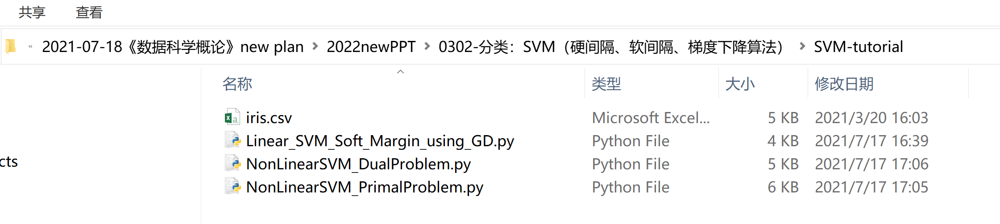 共享 查看
« 2021-07-18《数据科学概论》new plan > 2022newPPT > 0302-分类：SVM（硬间隔、软间隔、梯度下降算法） > SVM-tutorial
名称 类型 大小 修改日期
iris.csv Microsoft Excel... 5 KB 2021/3/20 16:03
Linear_SVM_Soft_Margin_using_GD.py Python File 4 KB 2021/7/17 16:39
cts NonLinearSVM_DualProblem.py Python File 5 KB 2021/7/17 17:06
NonLinearSVM_PrimalProblem.py Python File 6 KB 2021/7/17 17:05